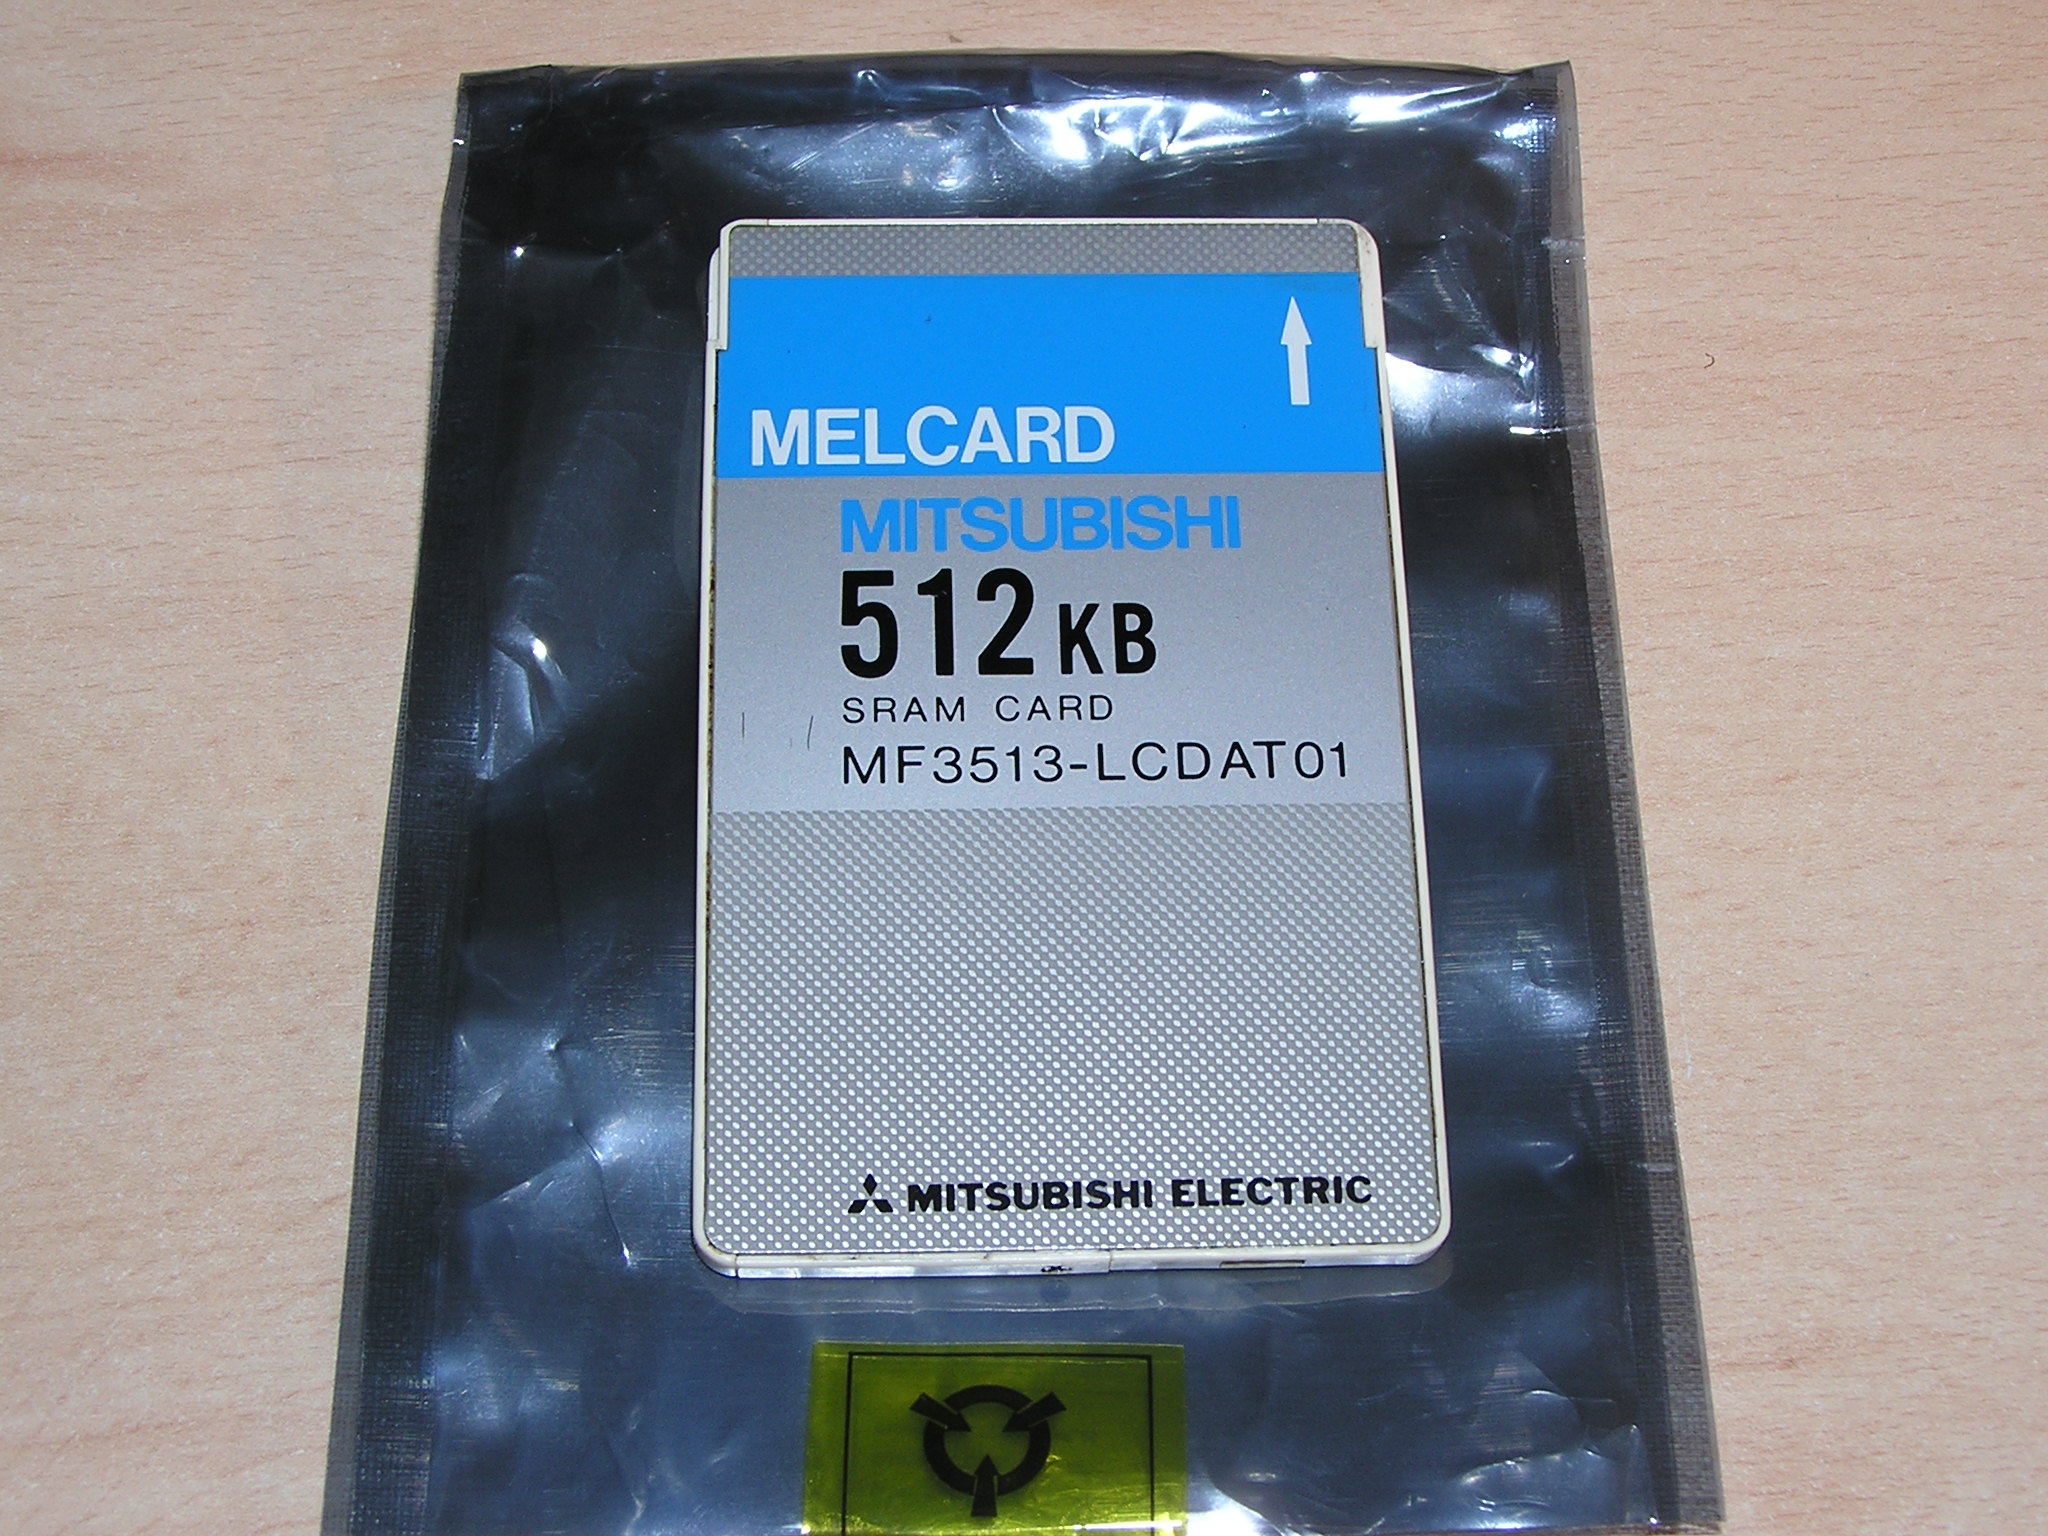 MELCARD
MITSUBISHI
512KB
SRAM CARD
MF3513-LCDAT01
MITSUBISHI ELECTRIC